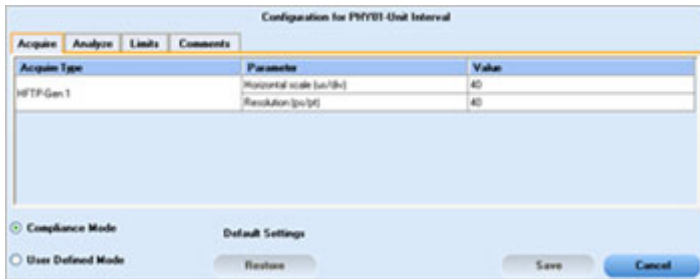 Configuration for PHY01-Unit Interval
Acquire Analyze Limits Comments
Acquire Type Parameter Value
HFTP-Gen 1 Horizontal scale (us/div) 40
Resolution (ps/pt) 40
Compliance Mode
Default Settings
User Defined Mode Restore Save Cancel